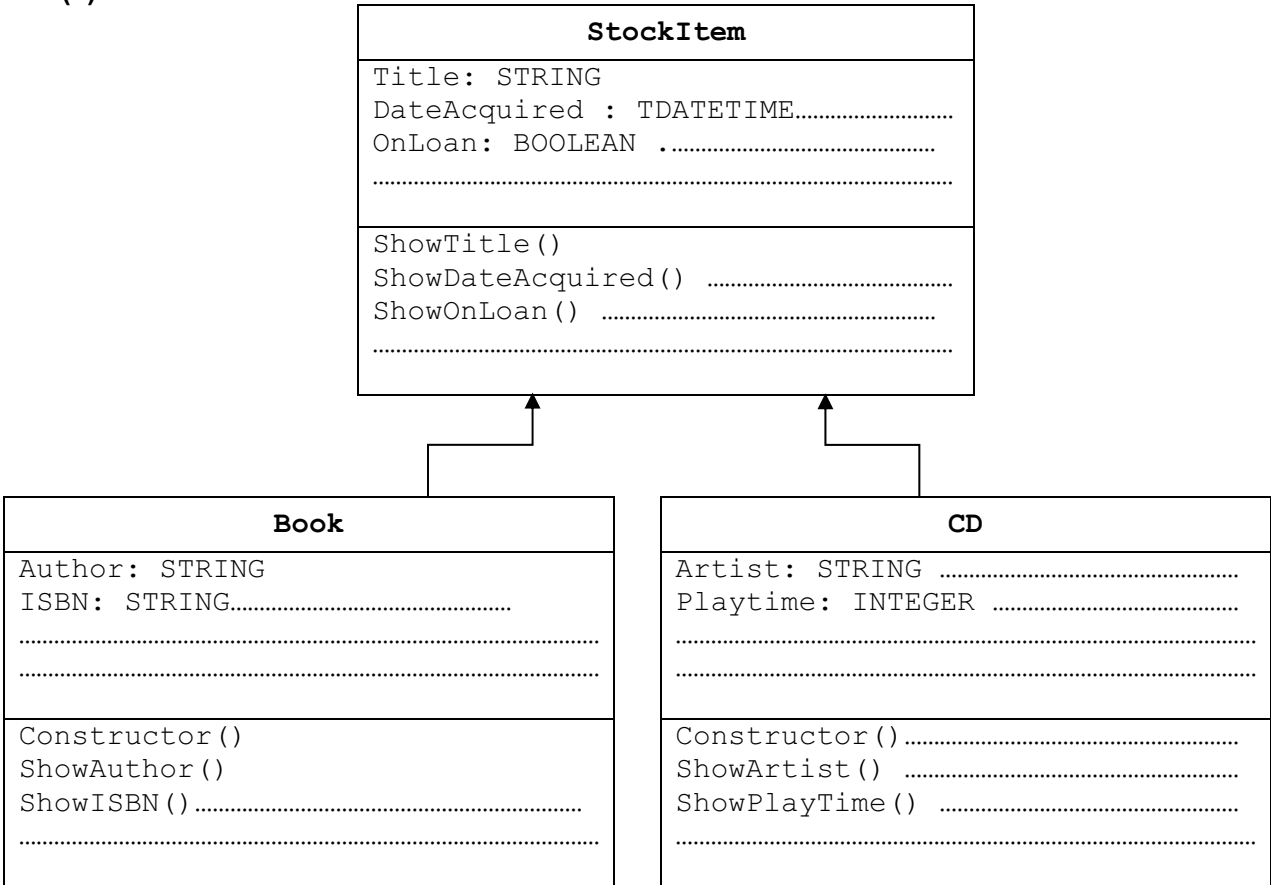 StockItem
Title: STRING
DateAcquired : TDATETIME..............................
OnLoan: BOOLEAN ...............................................
..............................................................................................
ShowTitle()
ShowDateAcquired() ..........................................
ShowOnLoan() .........................................................
..............................................................................................
Book
Author: STRING
ISBN: STRING................................................
..............................................................................................
..............................................................................................
Constructor()
ShowAuthor()
ShowISBN()..................................................................
..............................................................................................
CD
Artist: STRING ...................................................
Playtime: INTEGER ..........................................
..............................................................................................
..............................................................................................
Constructor().........................................................
ShowArtist() .........................................................
ShowPlayTime() ...................................................
..............................................................................................